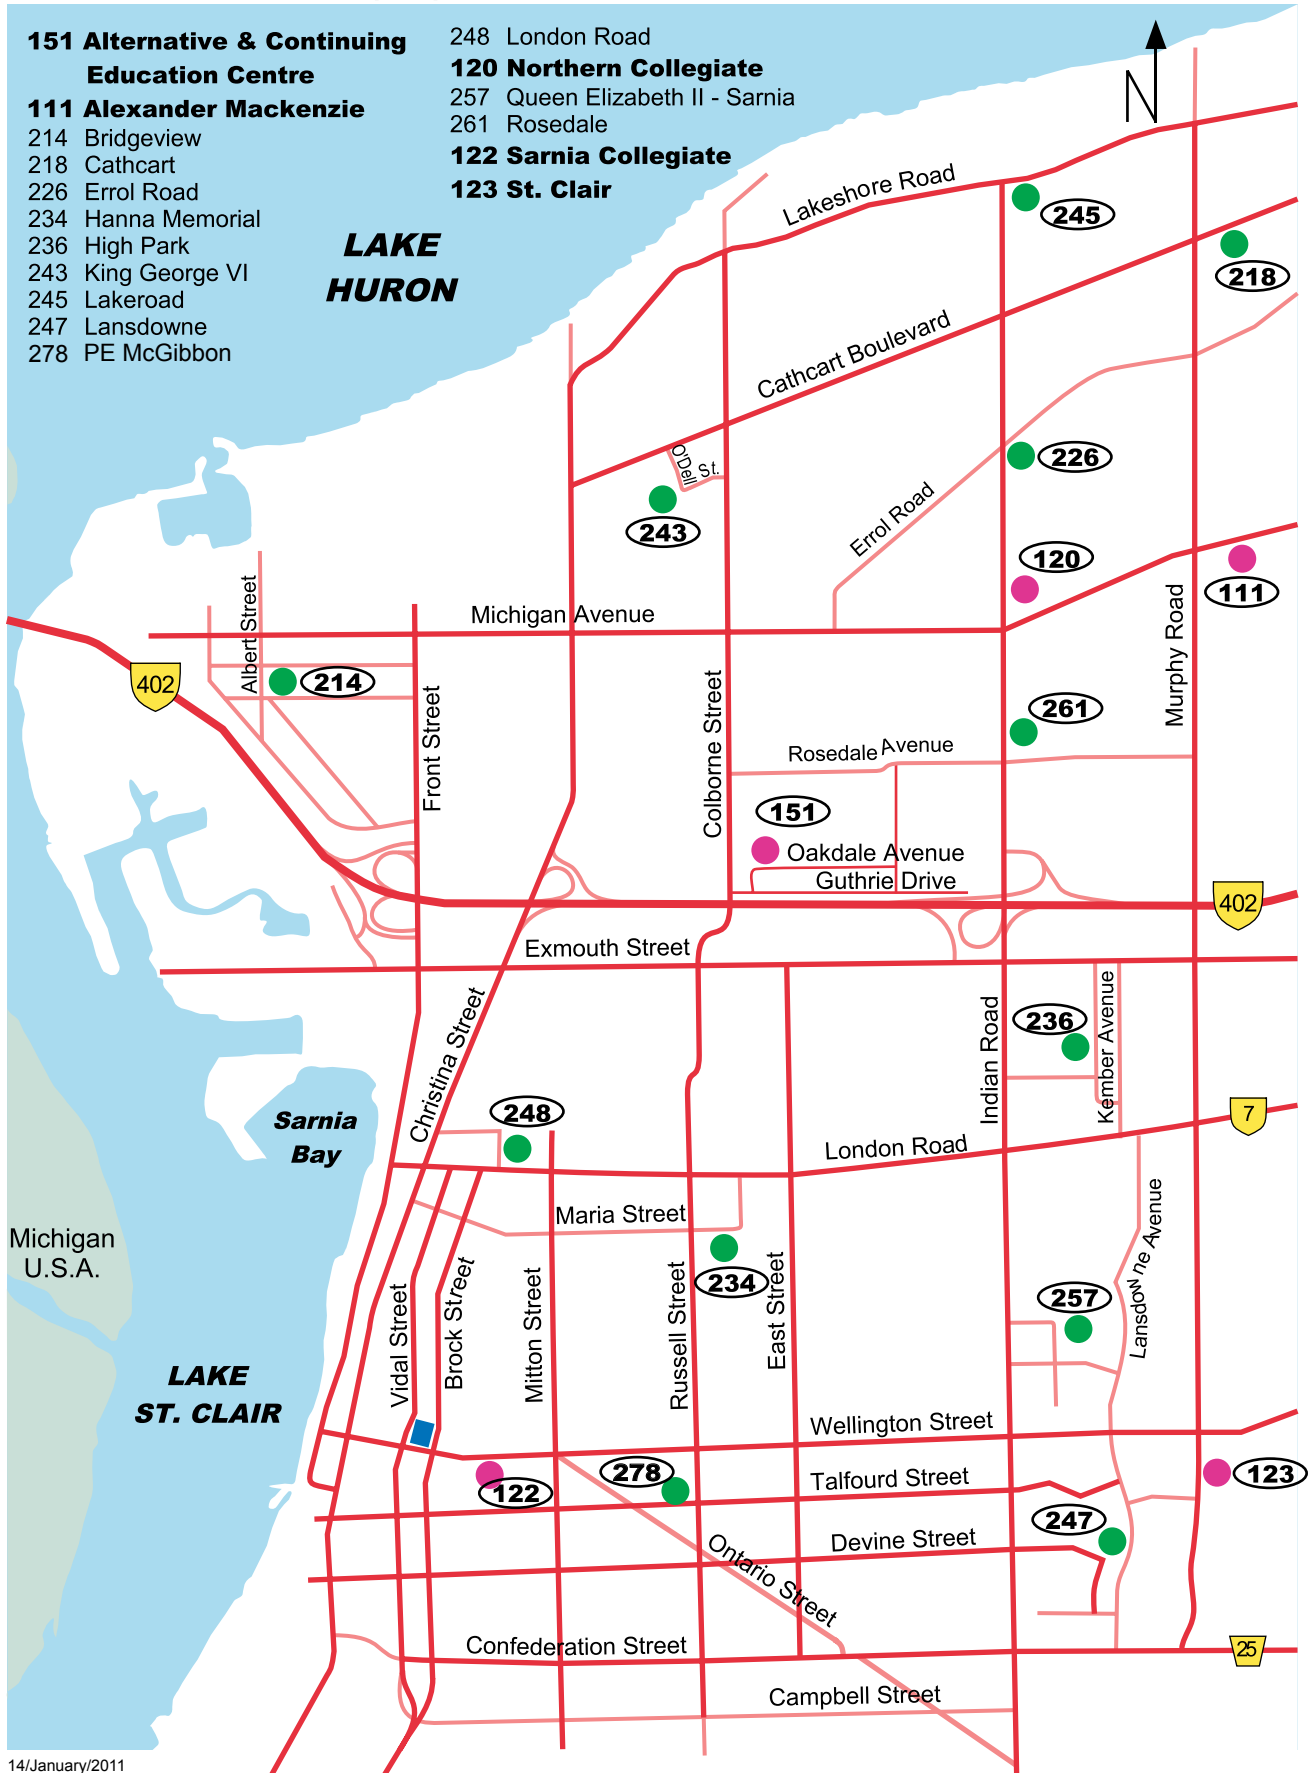 151 Alternative & Continuing
Education Centre
111 Alexander Mackenzie
214 Bridgeview
218 Cathcart
226 Errol Road
234 Hanna Memorial
236 High Park
243 King George VI
245 Lakeroad
247 Lansdowne
278 PE McGibbon
248 London Road
120 Northern Collegiate
257 Queen Elizabeth II - Sarnia
261 Rosedale
122 Sarnia Collegiate
123 St. Clair
N
LAKE
HURON
Lakeshore Road
245
218
Cathcart Boulevard
O'Dell St.
243
226
Errol Road
120
111
Michigan Avenue
Albert Street
214
402
Front Street
Colborne Street
Murphy Road
261
Rosedale Avenue
151
Oakdale Avenue
Guthrie Drive
402
Exmouth Street
Christina Street
Indian Road
236
Kember Avenue
7
Sarnia
Bay
248
London Road
Maria Street
Michigan
U.S.A.
234
Lansdowne Avenue
257
Vidal Street
Brock Street
Mitton Street
Russell Street
East Street
LAKE
ST. CLAIR
Wellington Street
278
122
Talfourd Street
123
247
Devine Street
Ontario Street
Confederation Street
25
Campbell Street
14/January/2011